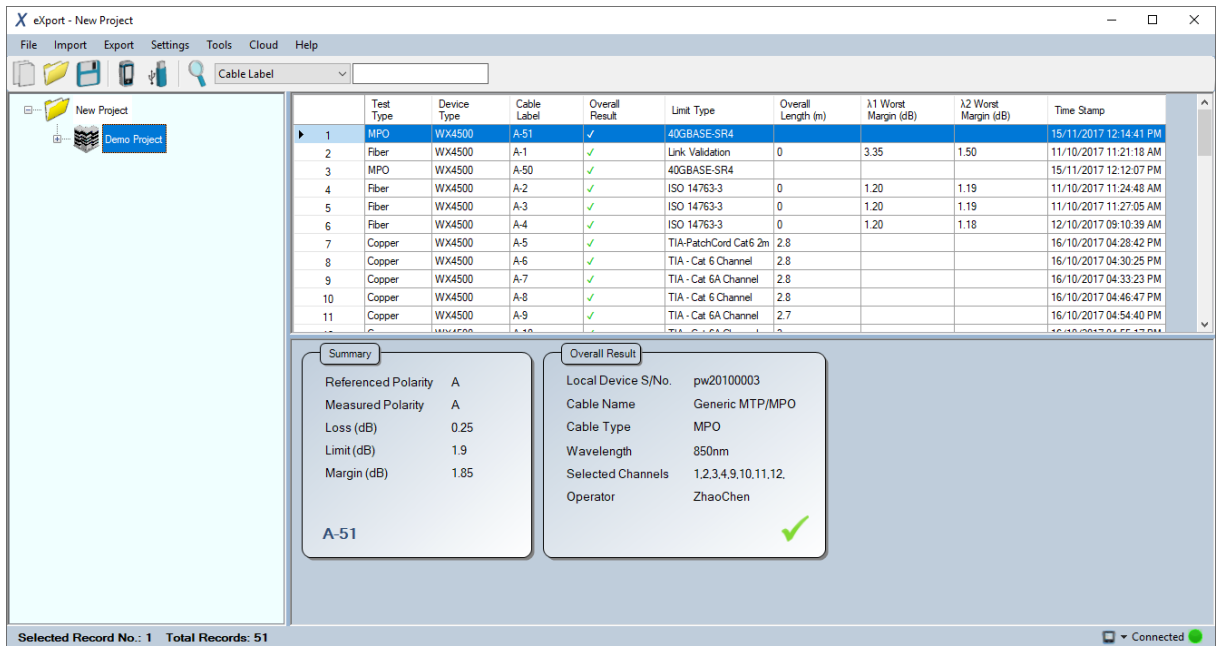 X eXport - New Project
File Import Export Settings Tools Cloud Help
Cable Label
New Project
Demo Project
Test Type Device Type Cable Label Overall Result Limit Type Overall Length (m) λ1 Worst Margin (dB) λ2 Worst Margin (dB) Time Stamp
1 MPO WX4500 A-51 ✓ 40GBASE-SR4 15/11/2017 12:14:41 PM
2 Fiber WX4500 A-1 ✓ Link Validation 0 3.35 1.50 11/10/2017 11:21:18 AM
3 MPO WX4500 A-50 ✓ 40GBASE-SR4 15/11/2017 12:12:07 PM
4 Fiber WX4500 A-2 ✓ ISO 14763-3 0 1.20 1.19 11/10/2017 11:24:48 AM
5 Fiber WX4500 A-3 ✓ ISO 14763-3 0 1.20 1.19 11/10/2017 11:27:05 AM
6 Fiber WX4500 A-4 ✓ ISO 14763-3 0 1.20 1.18 12/10/2017 09:10:39 AM
7 Copper WX4500 A-5 ✓ TIA-PatchCord Cat6 2m 2.8 16/10/2017 04:28:42 PM
8 Copper WX4500 A-6 ✓ TIA - Cat 6 Channel 2.8 16/10/2017 04:30:25 PM
9 Copper WX4500 A-7 ✓ TIA - Cat 6A Channel 2.8 16/10/2017 04:33:23 PM
10 Copper WX4500 A-8 ✓ TIA - Cat 6 Channel 2.8 16/10/2017 04:46:47 PM
11 Copper WX4500 A-9 ✓ TIA - Cat 6A Channel 2.7 16/10/2017 04:54:40 PM
Summary
Referenced Polarity A
Measured Polarity A
Loss (dB) 0.25
Limit (dB) 1.9
Margin (dB) 1.85
A-51
Overall Result
Local Device S/No. pw20100003
Cable Name Generic MTP/MPO
Cable Type MPO
Wavelength 850nm
Selected Channels 1,2,3,4,9,10,11,12,
Operator ZhaoChen
Selected Record No.: 1 Total Records: 51
Connected